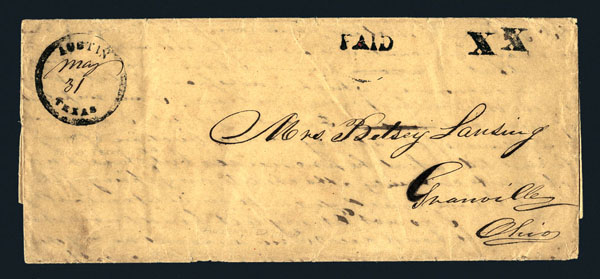 AUSTIN
May
31
TEXAS
PAID
XX
Mrs. Betsey Lansing
Granville
Ohio